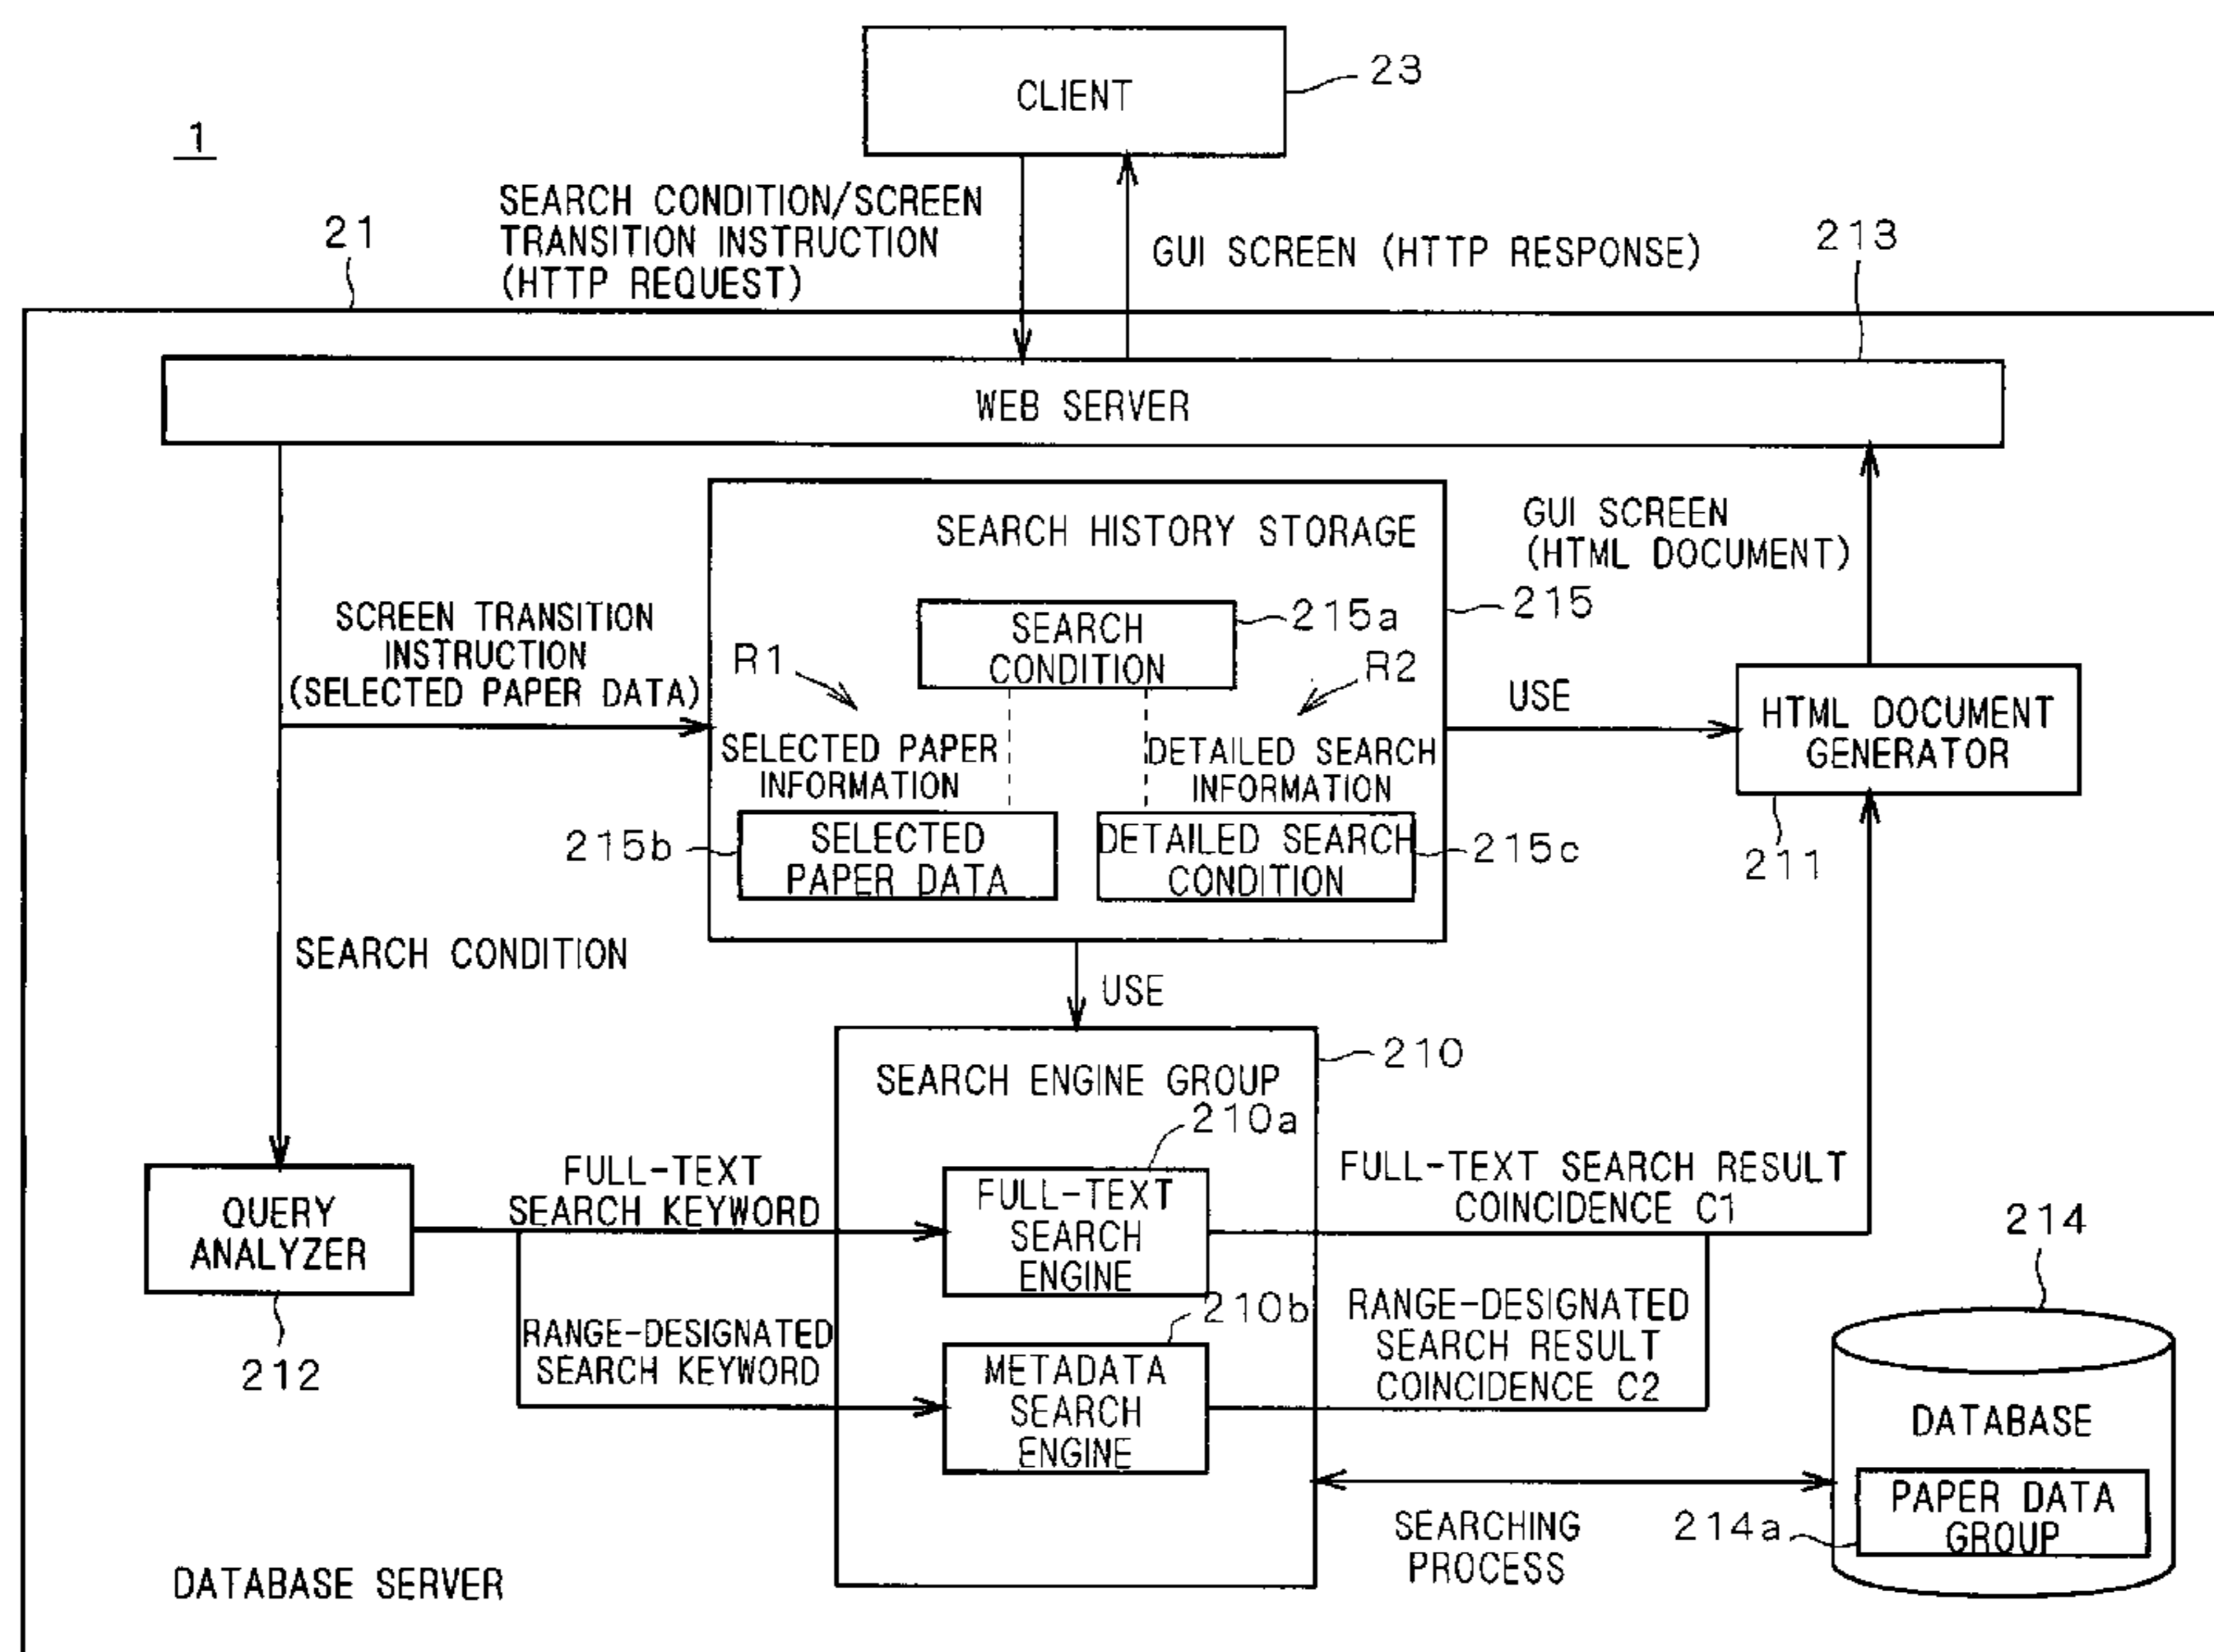 CLIENT
23
1
SEARCH CONDITION/SCREEN
TRANSITION INSTRUCTION
(HTTP REQUEST)
GUI SCREEN (HTTP RESPONSE)
21
213
WEB SERVER
SEARCH HISTORY STORAGE
GUI SCREEN
(HTML DOCUMENT)
215
SCREEN TRANSITION
INSTRUCTION
(SELECTED PAPER DATA)
215a
SEARCH
CONDITION
R1
R2
USE
HTML DOCUMENT
GENERATOR
211
SELECTED PAPER
INFORMATION
DETAILED SEARCH
INFORMATION
215b
SELECTED
PAPER DATA
DETAILED SEARCH
CONDITION
215c
SEARCH CONDITION
USE
210
SEARCH ENGINE GROUP
210a
QUERY
ANALYZER
212
FULL-TEXT
SEARCH KEYWORD
FULL-TEXT
SEARCH
ENGINE
FULL-TEXT SEARCH RESULT
COINCIDENCE C1
214
210b
RANGE-DESIGNATED
SEARCH KEYWORD
METADATA
SEARCH
ENGINE
RANGE-DESIGNATED
SEARCH RESULT
COINCIDENCE C2
DATABASE
PAPER DATA
GROUP
214a
SEARCHING
PROCESS
DATABASE SERVER